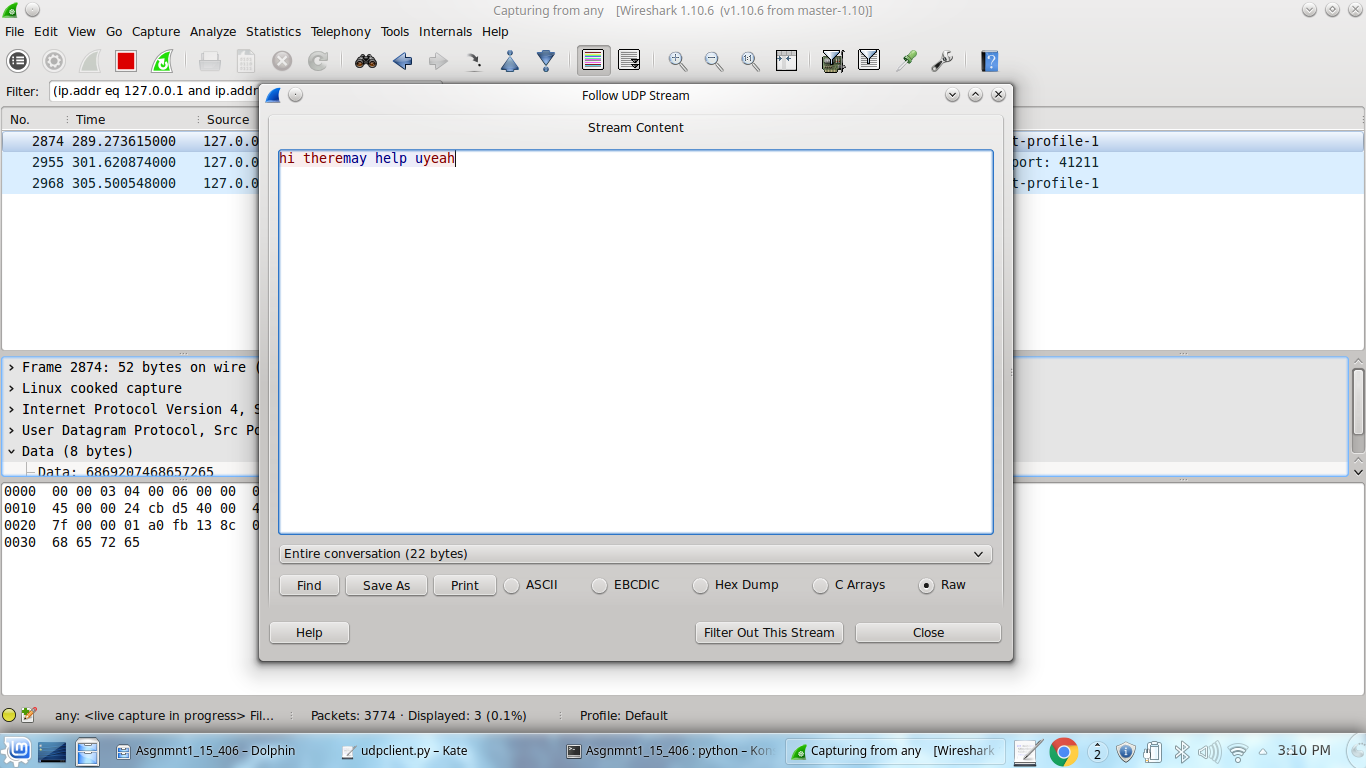 Capturing from any [Wireshark 1.10.6 (v1.10.6 from master-1.10)]
File Edit View Go Capture Analyze Statistics Telephony Tools Internals Help
Filter: (ip.addr eq 127.0.0.1 and ip.addr
No. Time Source
2874 289.273615000 127.0.0 t-profile-1
2955 301.620874000 127.0.0 port: 41211
2968 305.500548000 127.0.0 t-profile-1
Follow UDP Stream
Stream Content
hi theremay help uyeah
Frame 2874: 52 bytes on wire (
Linux cooked capture
Internet Protocol Version 4, S
User Datagram Protocol, Src Po
Data (8 bytes)
Data: 6869207468657265
0000 00 00 03 04 00 06 00 00 0
0010 45 00 00 24 cb d5 40 00 4
0020 7f 00 00 01 a0 fb 13 8c 0
0030 68 65 72 65
Entire conversation (22 bytes)
Find Save As Print ASCII EBCDIC Hex Dump C Arrays Raw
Help Filter Out This Stream Close
any: <live capture in progress> Fil... Packets: 3774 · Displayed: 3 (0.1%) Profile: Default
Asgnmnt1_15_406 – Dolphin udpclient.py – Kate Asgnmnt1_15_406 : python – Kon Capturing from any [Wireshark 2 3:10 PM